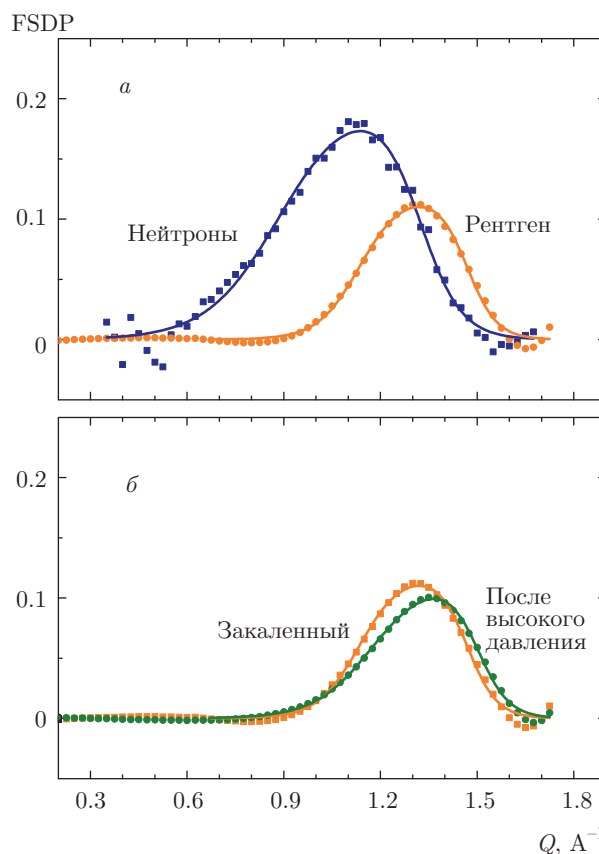 FSDP
а
0.2
Нейтроны
Рентген
0.1
0
б
0.2
После
высокого
давления
0.1
Закаленный
0
0.3
0.6
0.9
1.2
1.5
1.8
Q, A⁻